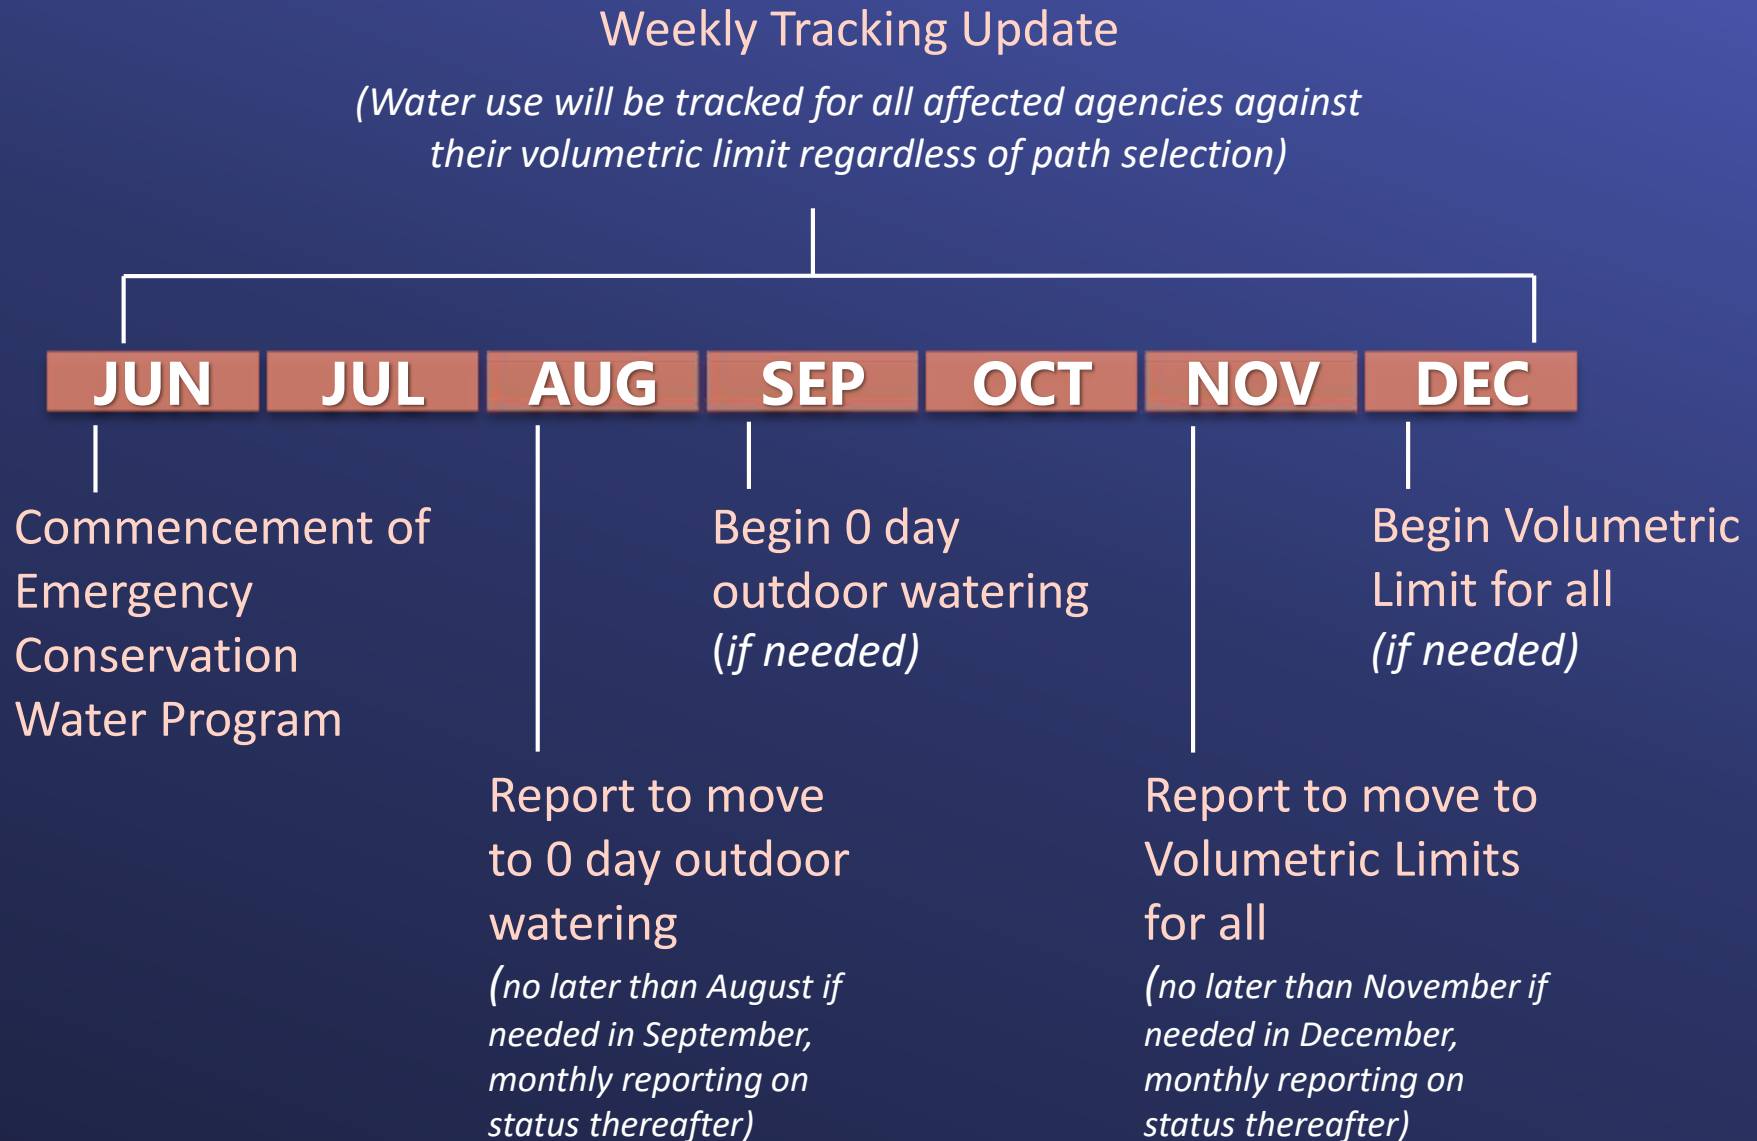 Weekly Tracking Update
(Water use will be tracked for all affected agencies against
their volumetric limit regardless of path selection)
JUN
JUL
AUG
SEP
OCT
NOV
DEC
Commencement of
Emergency
Conservation
Water Program
Report to move
to 0 day outdoor
watering
(no later than August if
needed in September,
monthly reporting on
status thereafter)
Begin 0 day
outdoor watering
(if needed)
Report to move to
Volumetric Limits
for all
(no later than November if
needed in December,
monthly reporting on
status thereafter)
Begin Volumetric
Limit for all
(if needed)